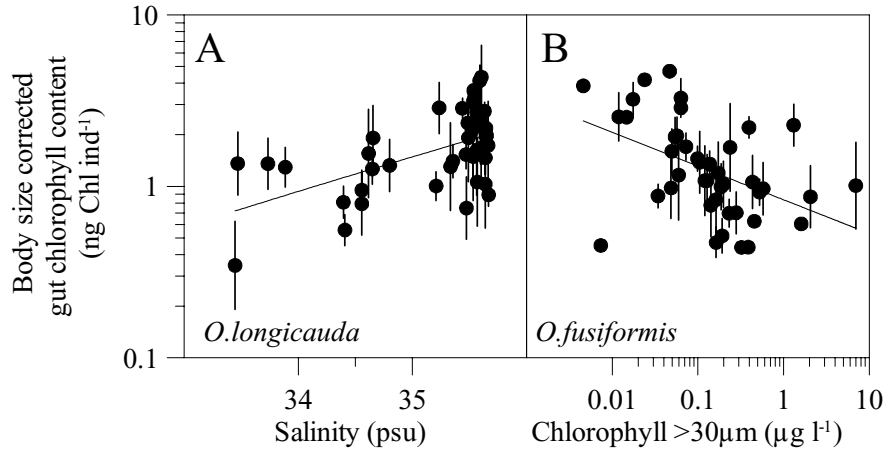 Body size corrected
gut chlorophyll content
(ng Chl ind-1)
10
1
0.1
A
B
O.longicauda
O.fusiformis
34
35
0.01
0.1
1
10
Salinity (psu)
Chlorophyll >30µm (µg l-1)